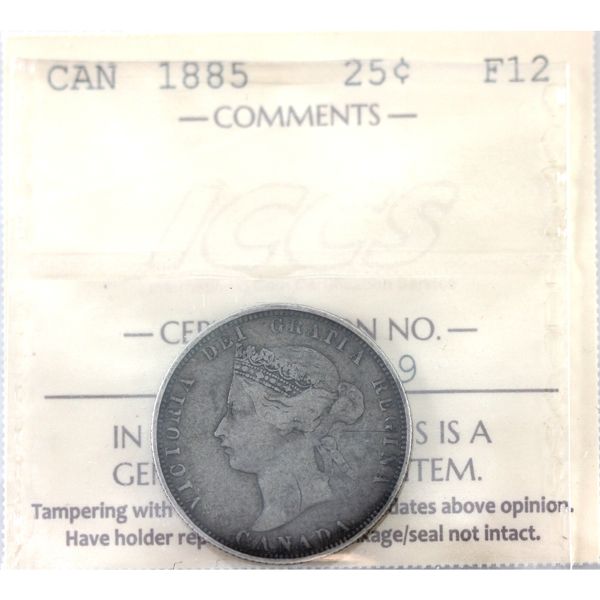 CAN 1885 25¢ F12
— COMMENTS —
ICCS
— CER N NO. —
9
IN S IS A
GE ITEM.
Tampering with dates above opinion.
Have holder rep kage/seal not intact.
VICTORIA DEI GRATIA REGINA
CANADA